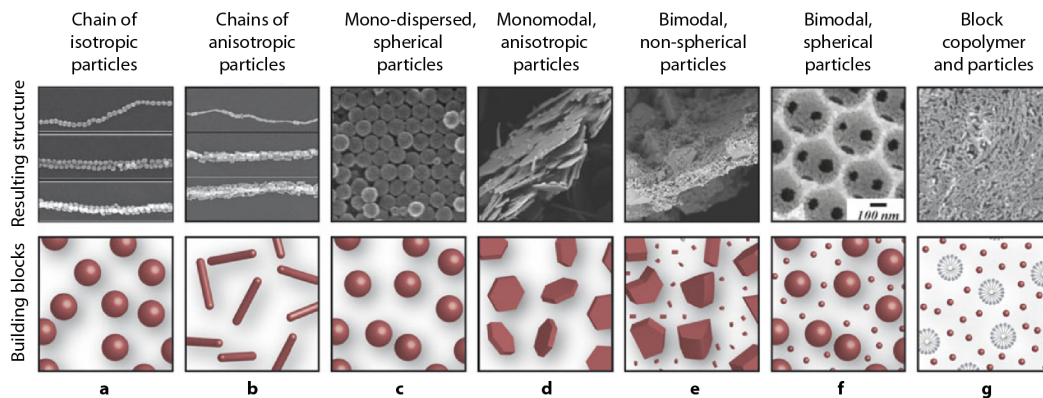 Chain of
isotropic
particles
Chains of
anisotropic
particles
Mono-dispersed,
spherical
particles
Monomodal,
anisotropic
particles
Bimodal,
non-spherical
particles
Bimodal,
spherical
particles
Block
copolymer
and particles
Resulting structure
100 nm
Building blocks
a
b
c
d
e
f
g